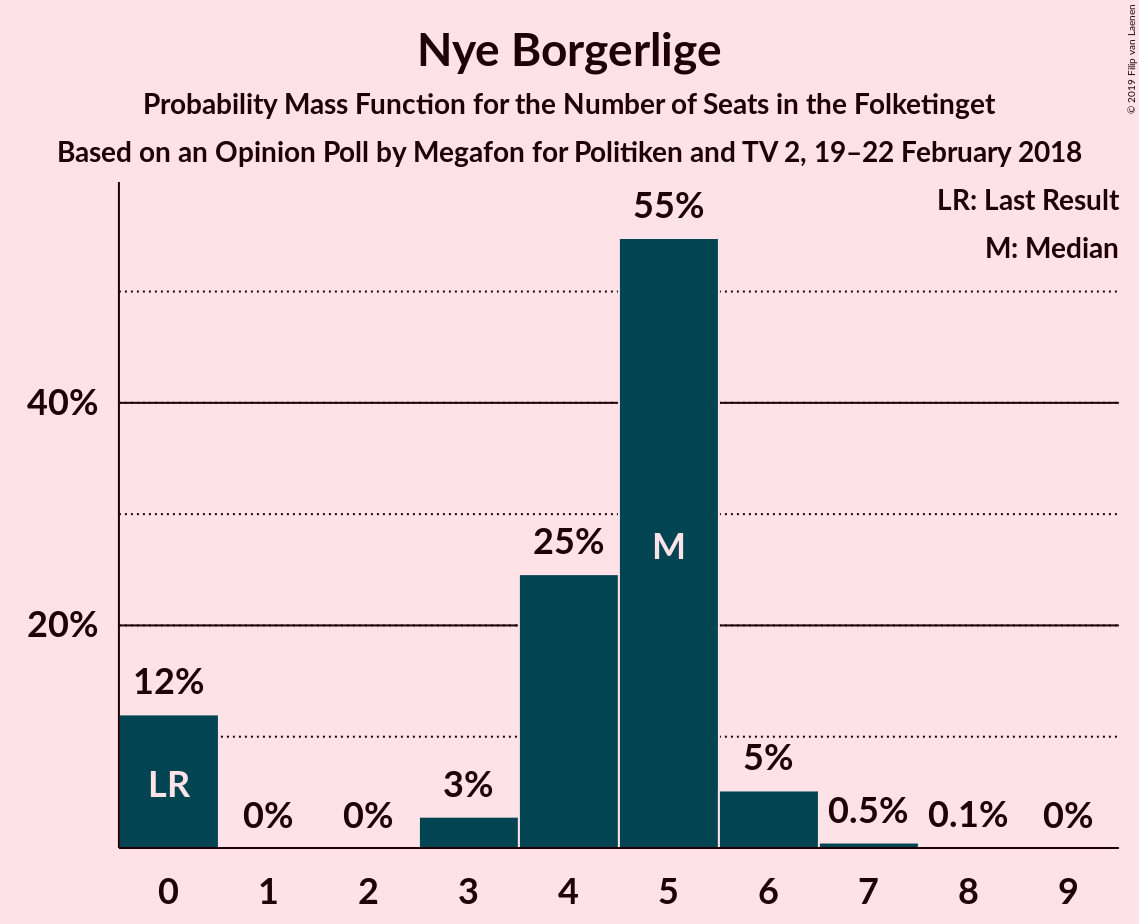 Nye Borgerlige
Probability Mass Function for the Number of Seats in the Folketinget
Based on an Opinion Poll by Megafon for Politiken and TV 2, 19–22 February 2018
© 2019 Filip van Laenen
LR: Last Result
M: Median
55%
40%
25%
M
20%
12%
LR
0%
0%
3%
5%
0.5%
0.1%
0%
0 1 2 3 4 5 6 7 8 9